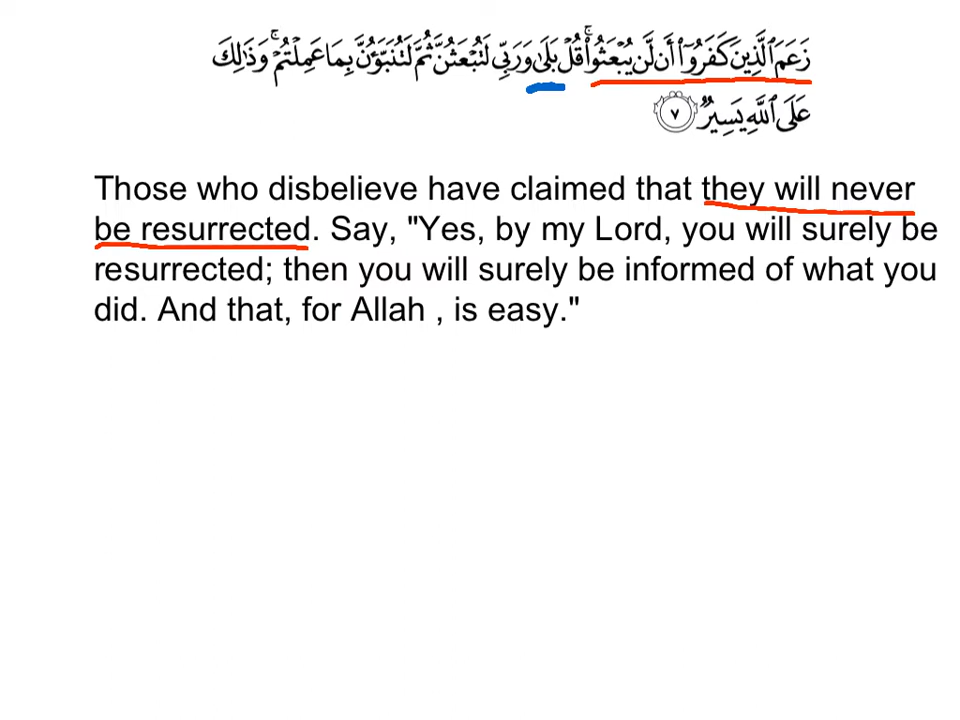 زَعَمَ ٱلَّذِينَ كَفَرُوٓا۟ أَن لَّن يُبْعَثُوا۟ ۚ قُلْ بَلَىٰ وَرَبِّى لَتُبْعَثُنَّ ثُمَّ لَتُنَبَّؤُنَّ بِمَا عَمِلْتُمْ ۚ وَذَٰلِكَ
عَلَى ٱللَّهِ يَسِيرٌ ٧
Those who disbelieve have claimed that they will never
be resurrected. Say, "Yes, by my Lord, you will surely be
resurrected; then you will surely be informed of what you
did. And that, for Allah , is easy."